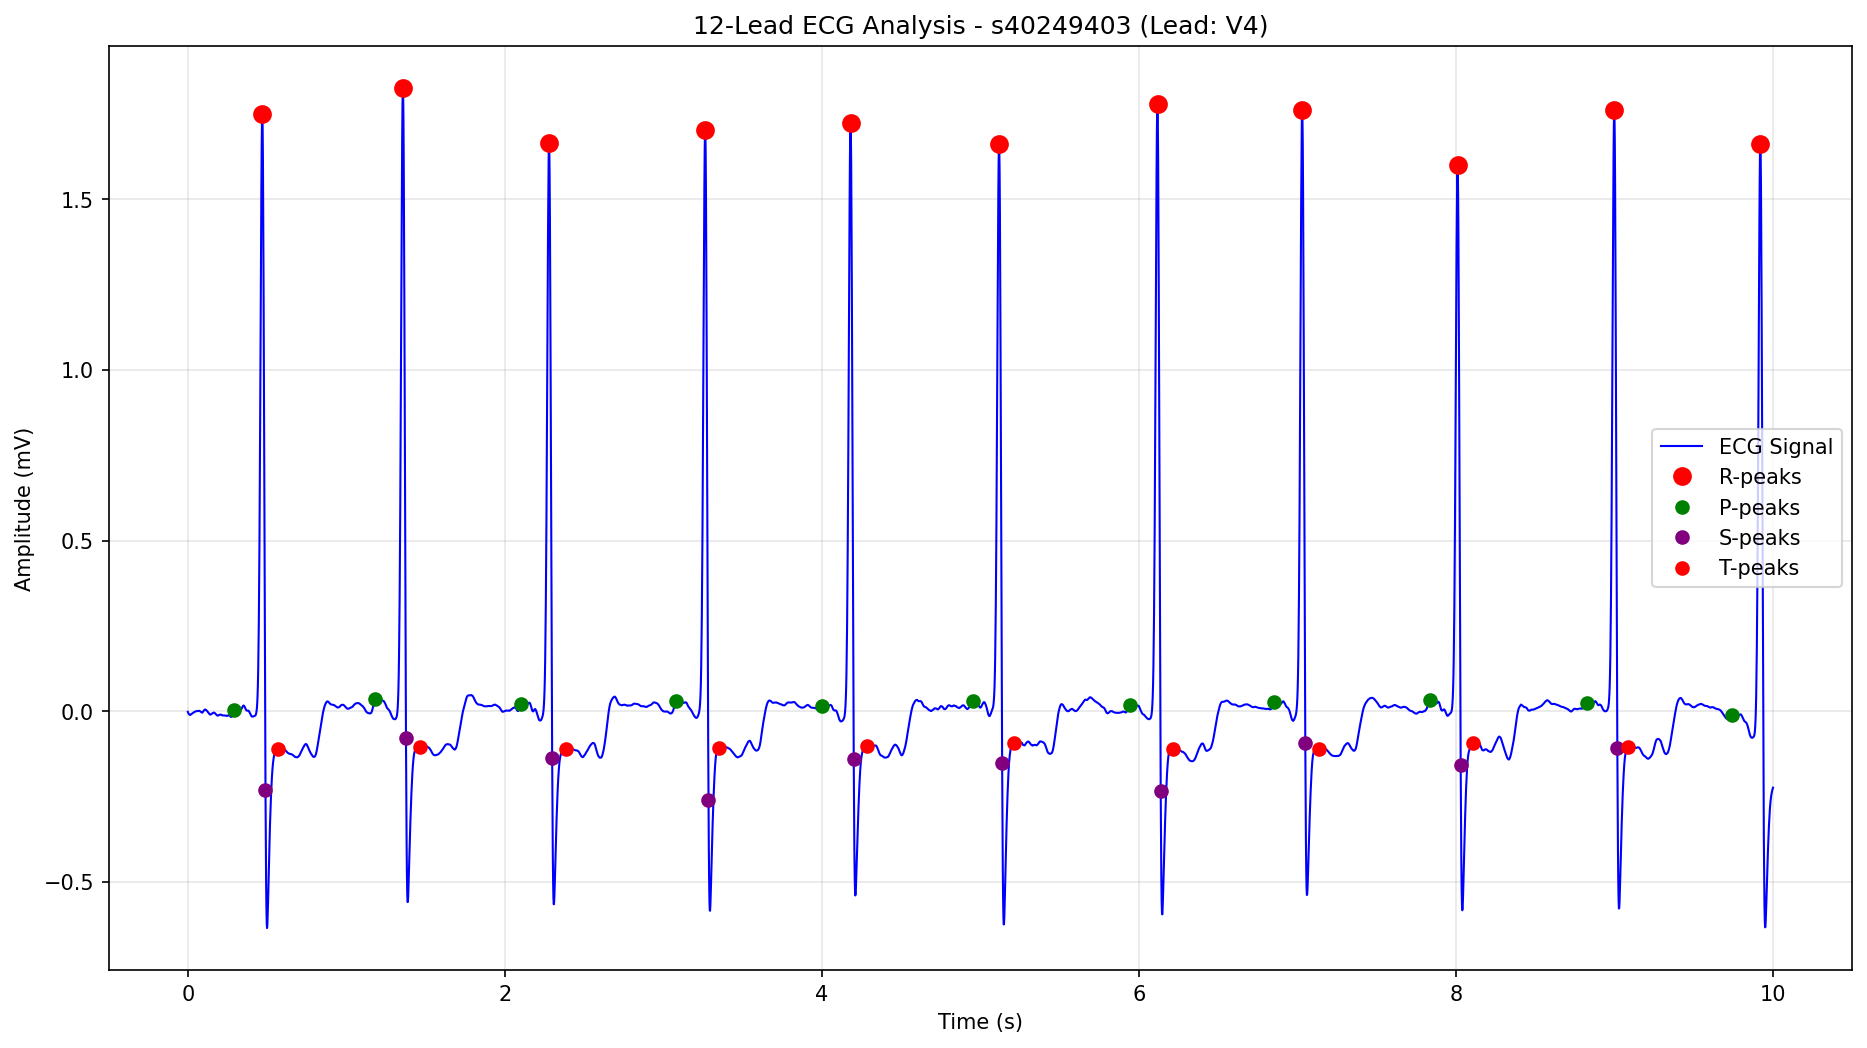 12-Lead ECG Analysis - s40249403 (Lead: V4)
Amplitude (mV)
1.5
1.0
0.5
0.0
−0.5
ECG Signal
R-peaks
P-peaks
S-peaks
T-peaks
0 2 4 6 8 10
Time (s)